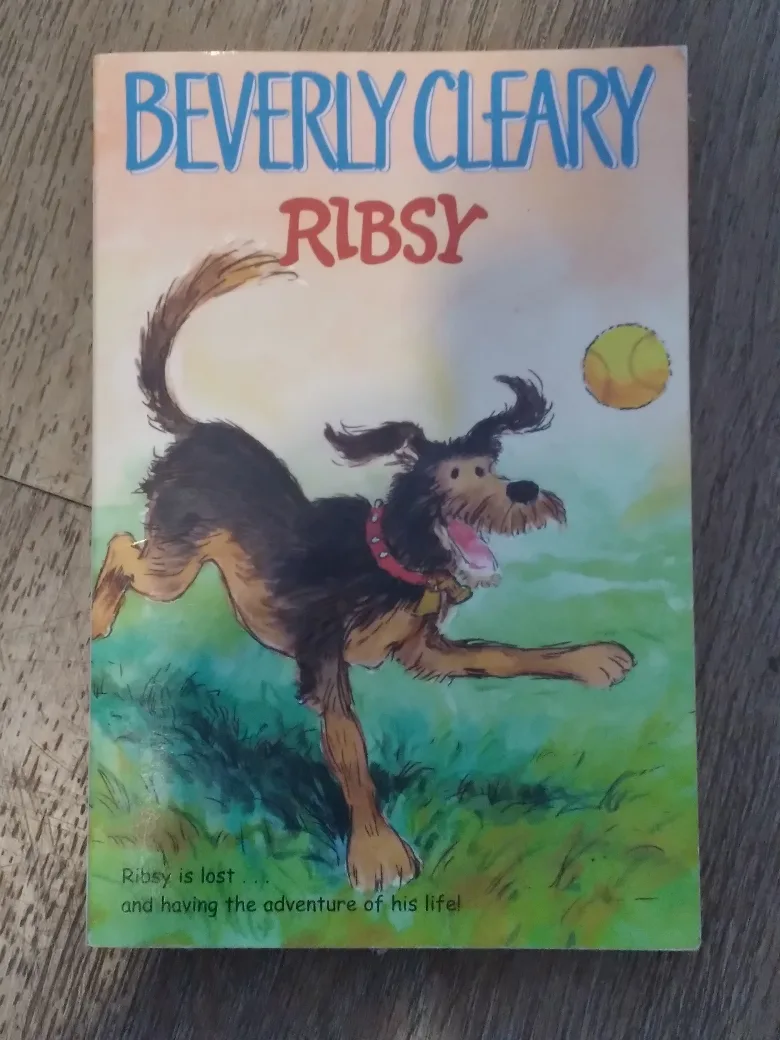 BEVERLY CLEARY
RIBSY
Ribsy is lost . . .
and having the adventure of his life!